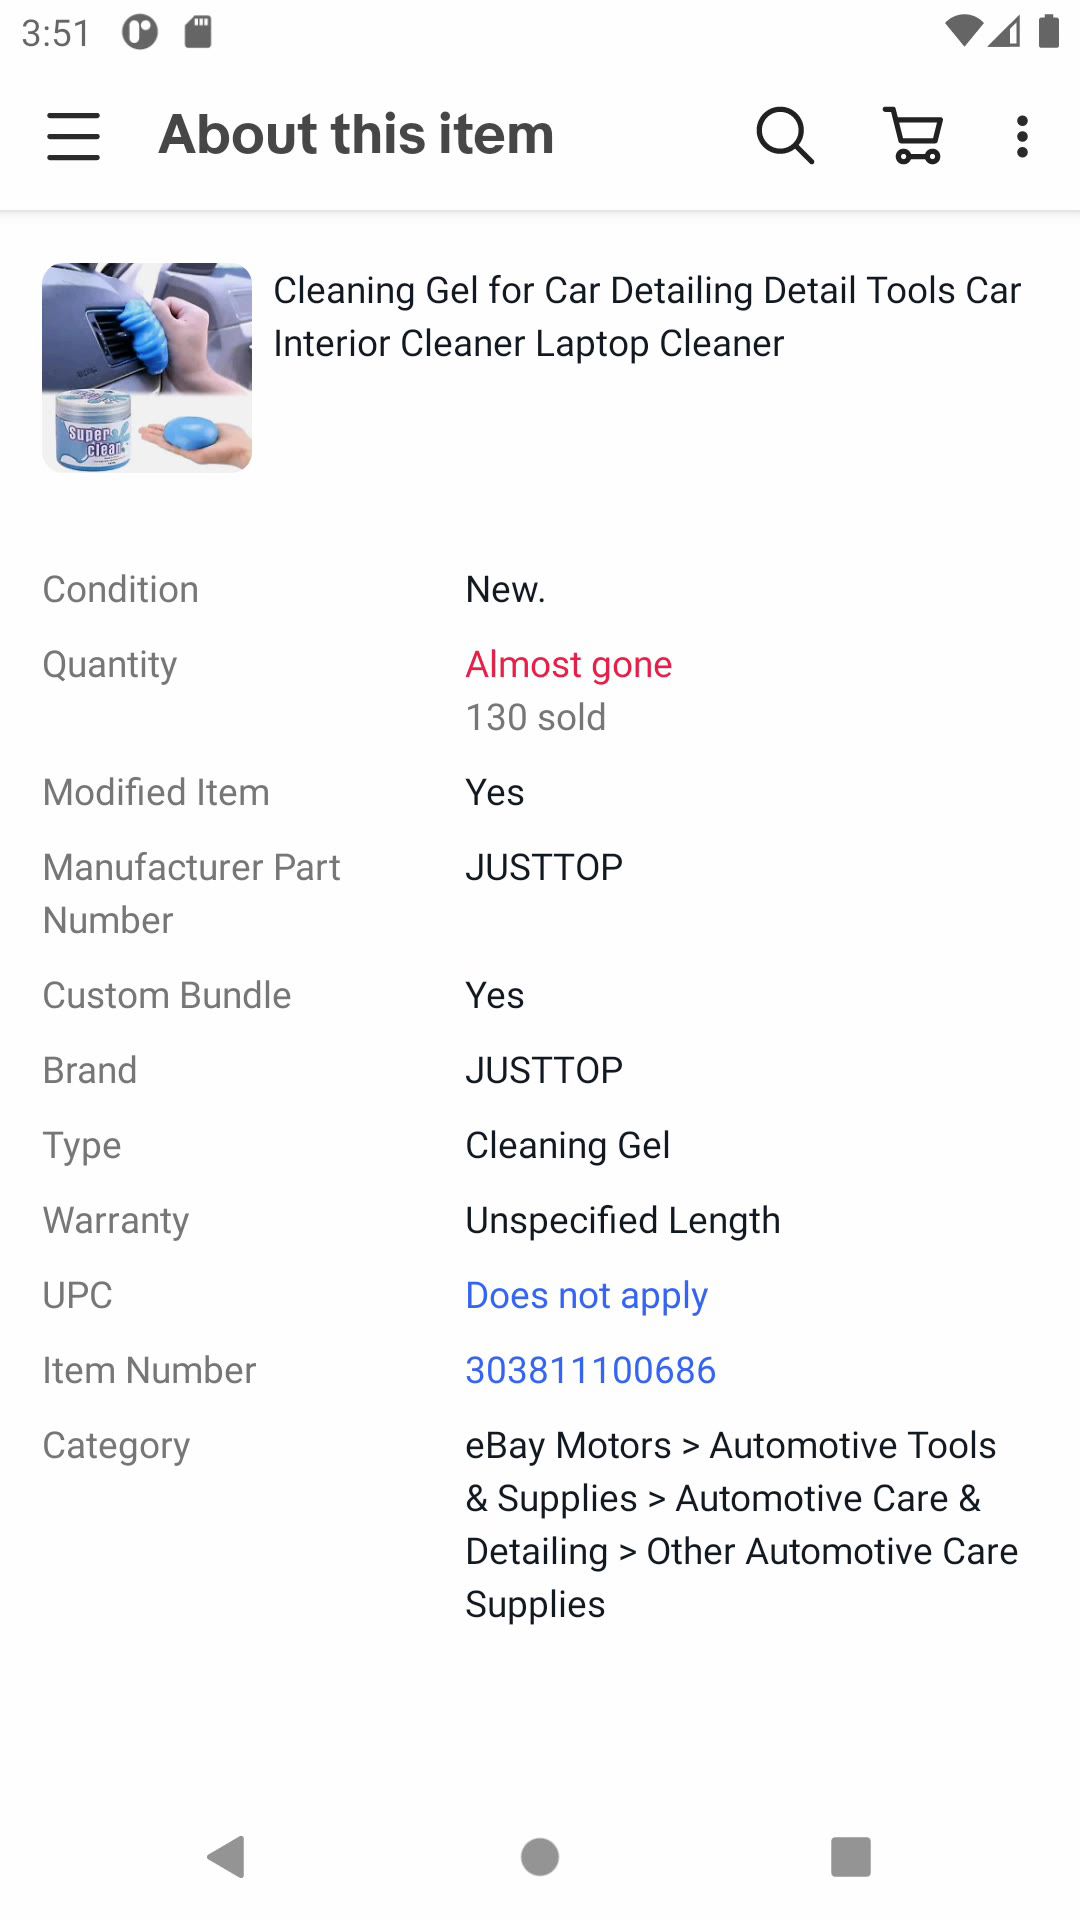 3:51
About this item
Cleaning Gel for Car Detailing Detail Tools Car
Interior Cleaner Laptop Cleaner
Super
clean
Condition
New.
Quantity
Almost gone
130 sold
Modified Item
Yes
Manufacturer Part
Number
JUSTTOP
Custom Bundle
Yes
Brand
JUSTTOP
Type
Cleaning Gel
Warranty
Unspecified Length
UPC
Does not apply
Item Number
303811100686
Category
eBay Motors > Automotive Tools
& Supplies > Automotive Care &
Detailing > Other Automotive Care
Supplies